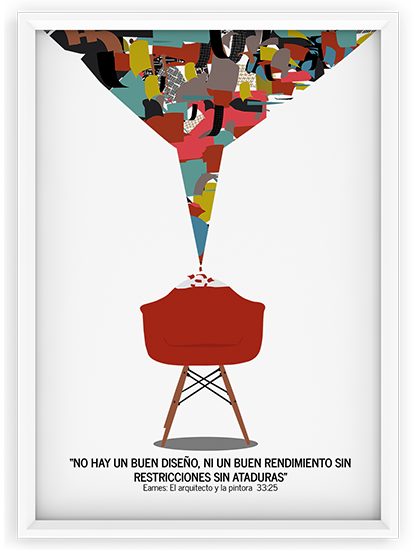 "NO HAY UN BUEN DISEÑO, NI UN BUEN RENDIMIENTO SIN
RESTRICCIONES SIN ATADURAS"
Eames: El arquitecto y la pintora 33:25